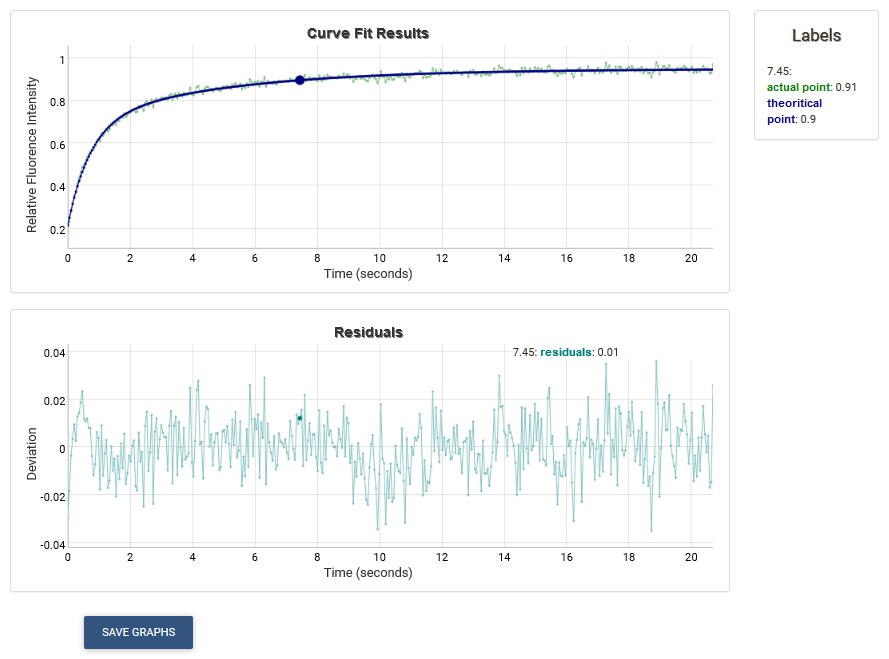 Curve Fit Results
Relative Fluorence Intensity
1
0.8
0.6
0.4
0.2
0 2 4 6 8 10 12 14 16 18 20
Time (seconds)
Labels
7.45:
actual point: 0.91
theoritical
point: 0.9
Residuals
7.45: residuals: 0.01
Deviation
0.04
0.02
0
-0.02
-0.04
0 2 4 6 8 10 12 14 16 18 20
Time (seconds)
SAVE GRAPHS